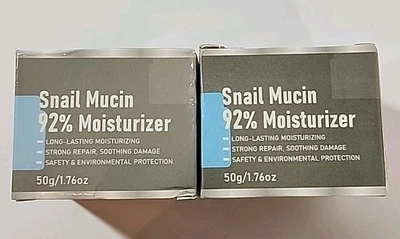 Snail Mucin
92% Moisturizer
LONG-LASTING MOISTURIZING
STRONG REPAIR, SOOTHING DAMAGE
SAFETY & ENVIRONMENTAL PROTECTION
50g/1.76oz
Snail Mucin
92% Moisturizer
LONG-LASTING MOISTURIZING
STRONG REPAIR, SOOTHING DAMAGE
SAFETY & ENVIRONMENTAL PROTECTION
50g/1.76oz